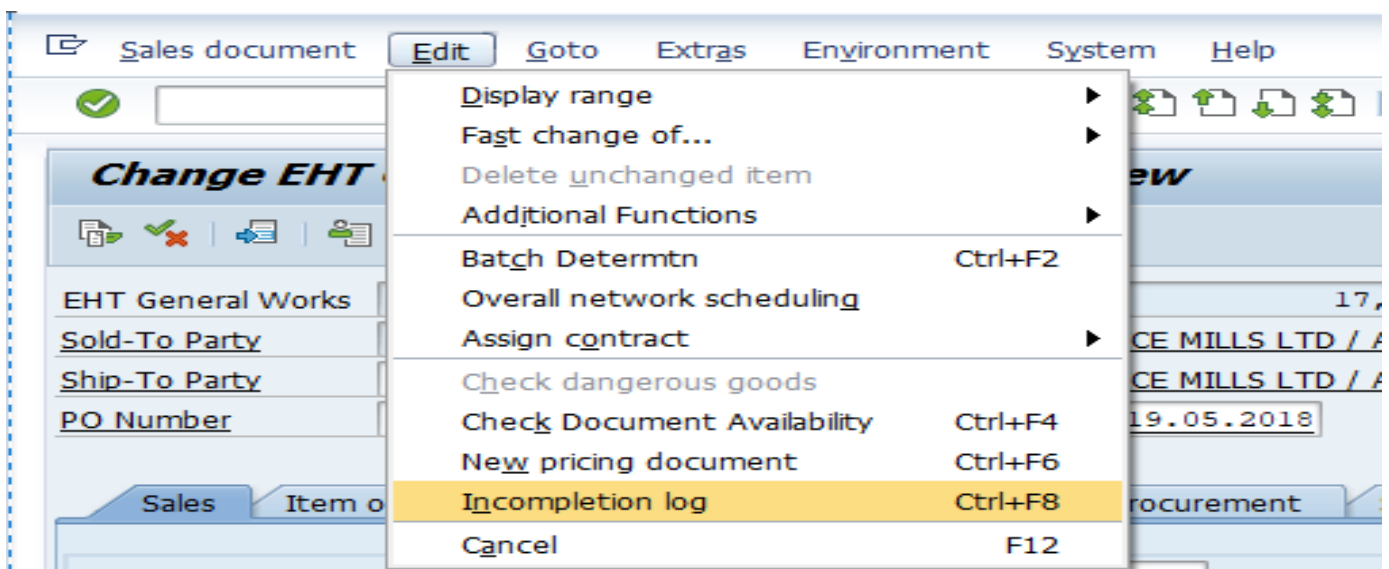 Sales document Edit Goto Extras Environment System Help
Display range
Fast change of...
Change EHT ew
Delete unchanged item
Additional Functions
Batch Determtn Ctrl+F2
EHT General Works Overall network scheduling 17,
Sold-To Party Assign contract CE MILLS LTD / A
Ship-To Party Check dangerous goods CE MILLS LTD / A
PO Number Check Document Availability Ctrl+F4 19.05.2018
New pricing document Ctrl+F6
Sales Item o Incompletion log Ctrl+F8 rocurement
Cancel F12